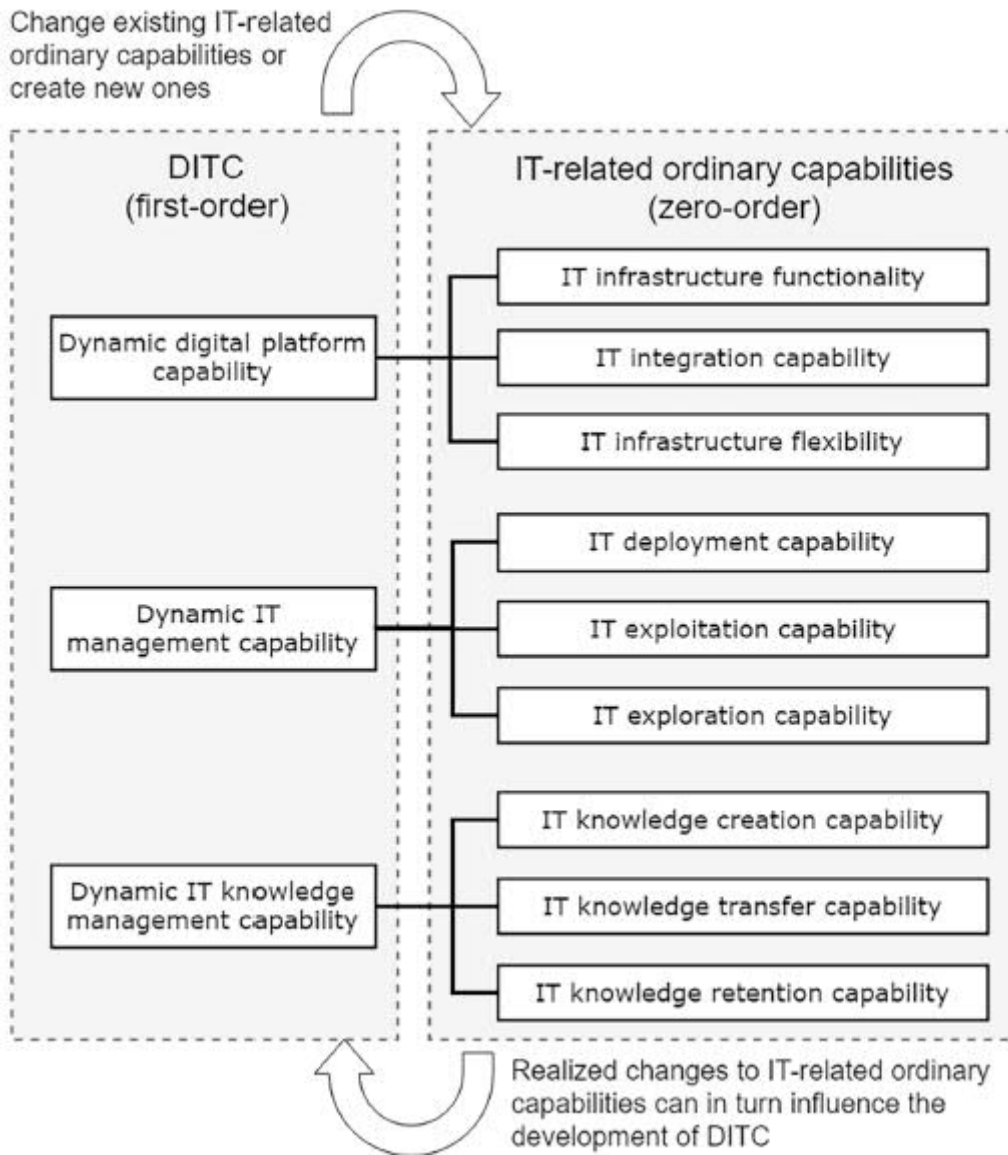 Change existing IT-related
ordinary capabilities or
create new ones
DITC
(first-order)
IT-related ordinary capabilities
(zero-order)
Dynamic digital platform
capability
IT infrastructure functionality
IT integration capability
IT infrastructure flexibility
Dynamic IT
management capability
IT deployment capability
IT exploitation capability
IT exploration capability
Dynamic IT knowledge
management capability
IT knowledge creation capability
IT knowledge transfer capability
IT knowledge retention capability
Realized changes to IT-related ordinary
capabilities can in turn influence the
development of DITC